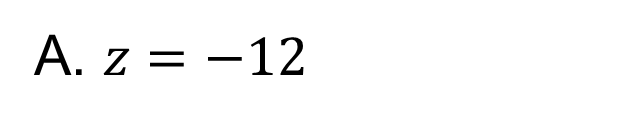 A. z = −12